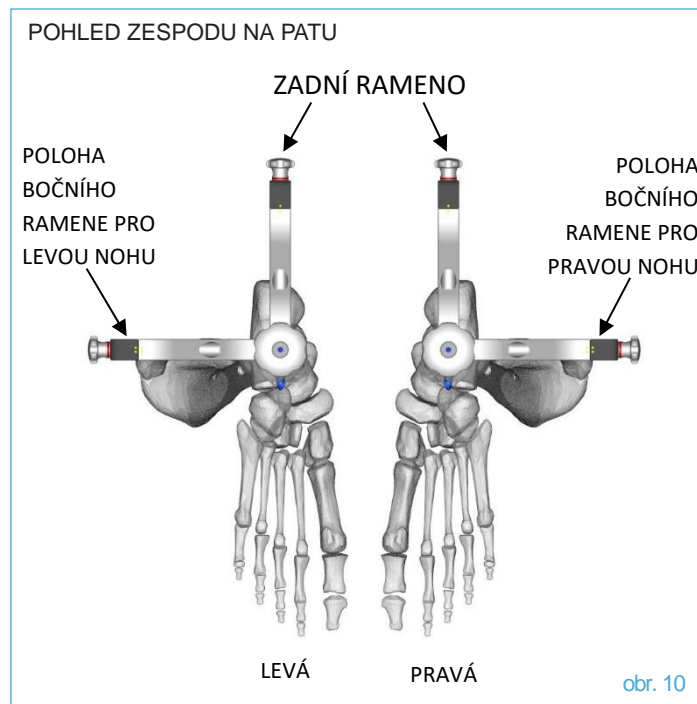 POHLED ZESPODU NA PATU
ZADNÍ RAMENO
POLOHA
BOČNÍHO
RAMENE PRO
LEVOU NOHU
POLOHA
BOČNÍHO
RAMENE PRO
PRAVOU NOHU
LEVÁ
PRAVÁ
obr. 10